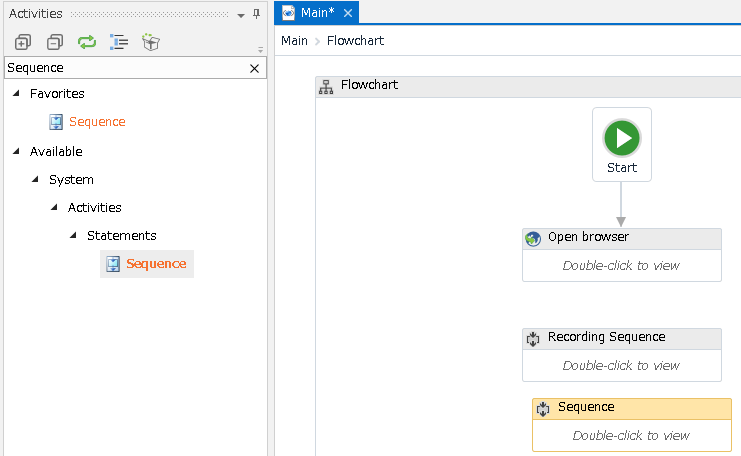 Activities
Sequence
Favorites
Sequence
Available
System
Activities
Statements
Sequence
Main*
Main > Flowchart
Flowchart
Start
Open browser
Double-click to view
Recording Sequence
Double-click to view
Sequence
Double-click to view